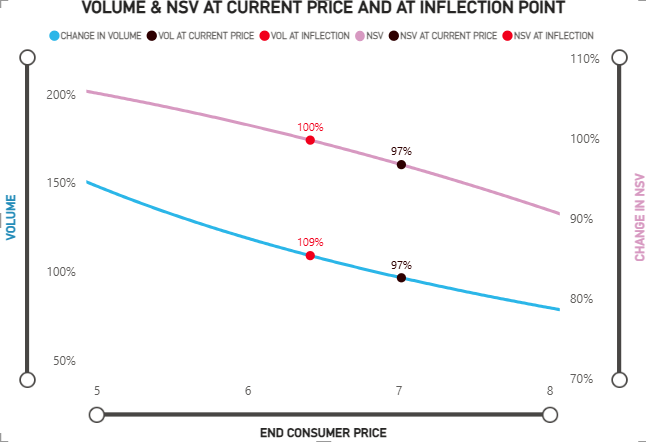 VOLUME & NSV AT CURRENT PRICE AND AT INFLECTION POINT
CHANGE IN VOLUME VOL AT CURRENT PRICE VOL AT INFLECTION NSV NSV AT CURRENT PRICE NSV AT INFLECTION
110%
200%
100%
100%
97%
150%
VOLUME
CHANGE IN NSV
90%
109%
97%
100%
80%
50%
70%
5 6 7 8
END CONSUMER PRICE